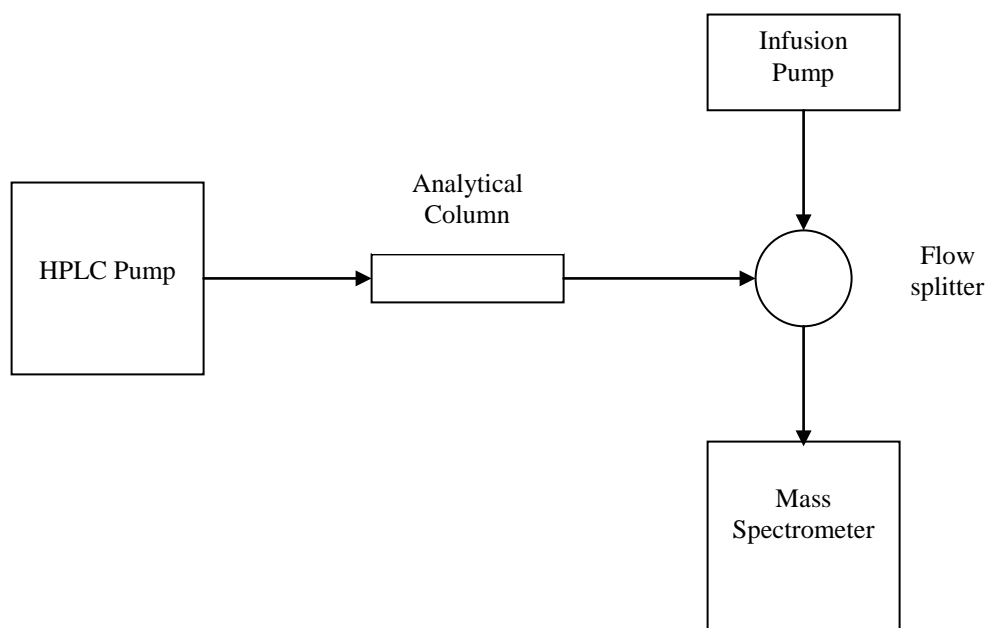 Infusion
Pump
Analytical
Column
HPLC Pump
Flow
splitter
Mass
Spectrometer